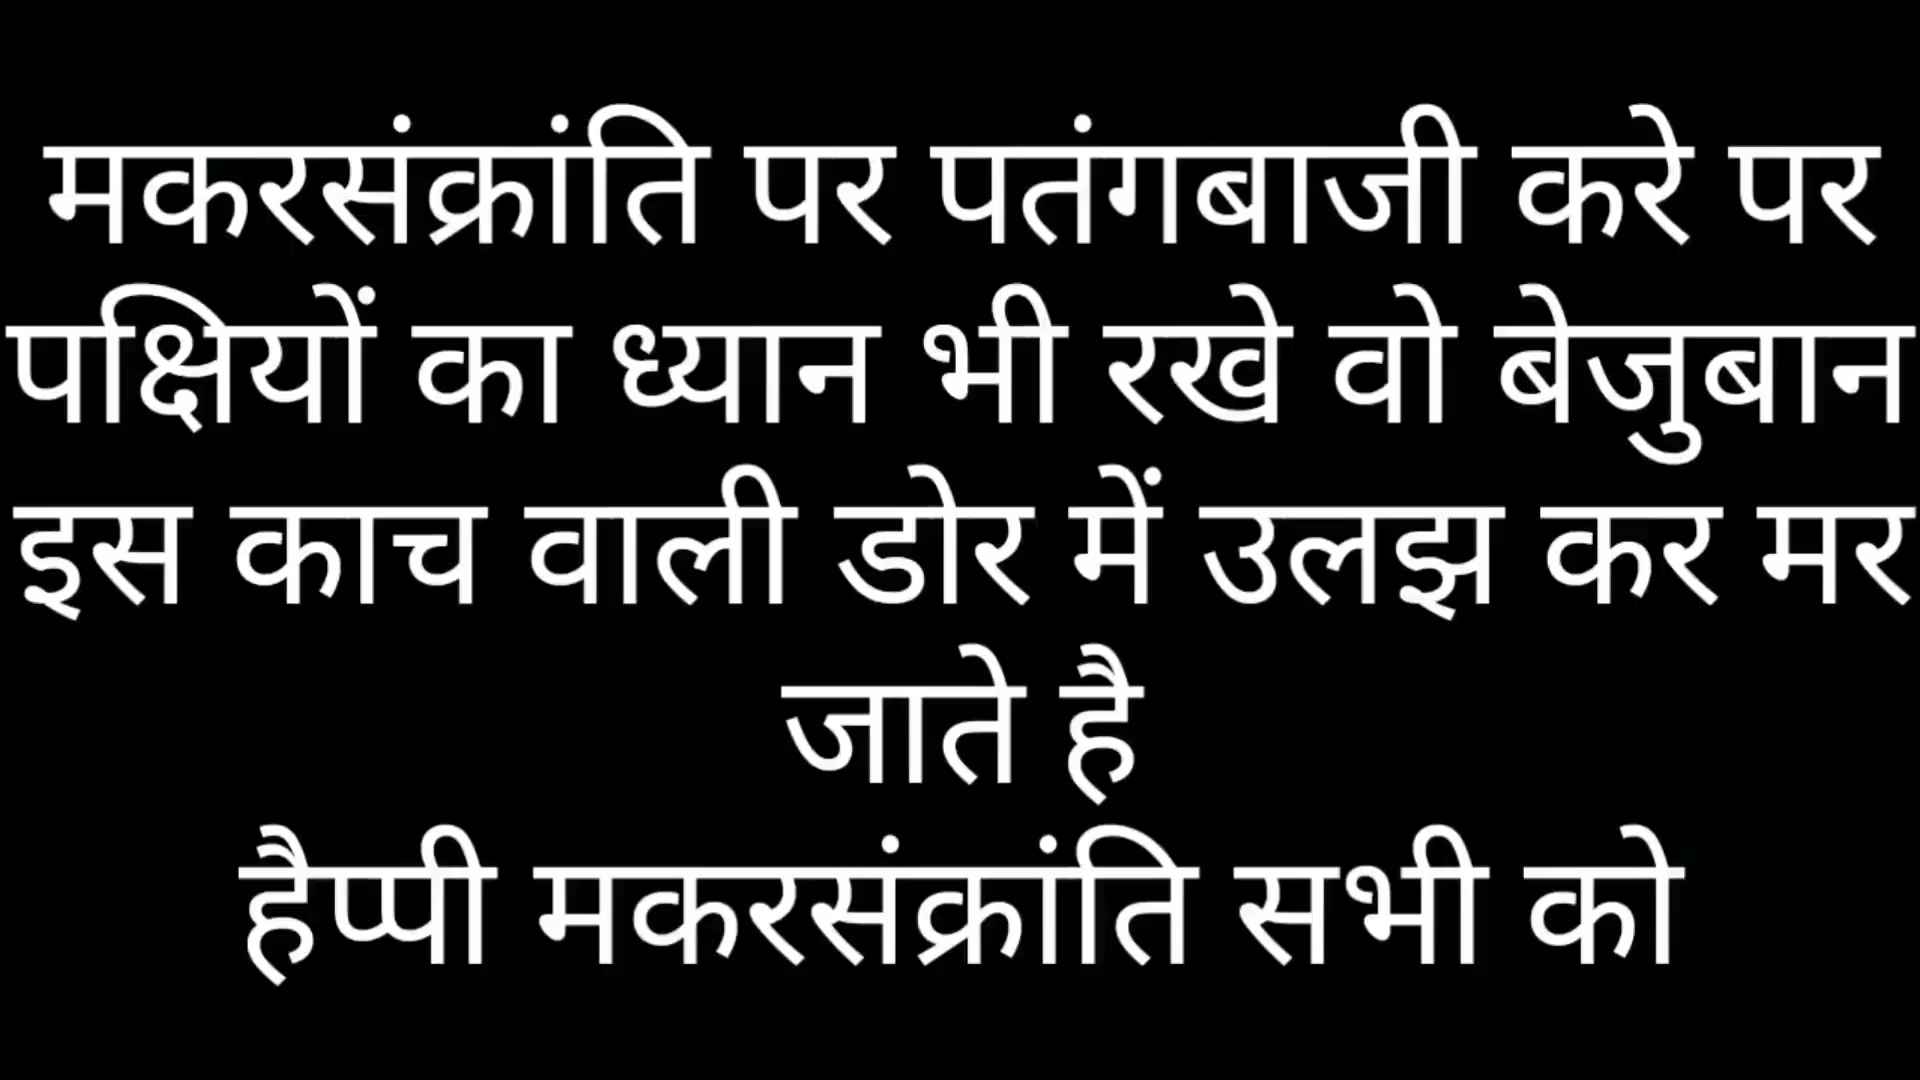 मकरसंक्रांति पर पतंगबाजी करे पर
पक्षियों का ध्यान भी रखे वो बेजुबान
इस काच वाली डोर में उलझ कर मर
जाते है
हैप्पी मकरसंक्रांति सभी को